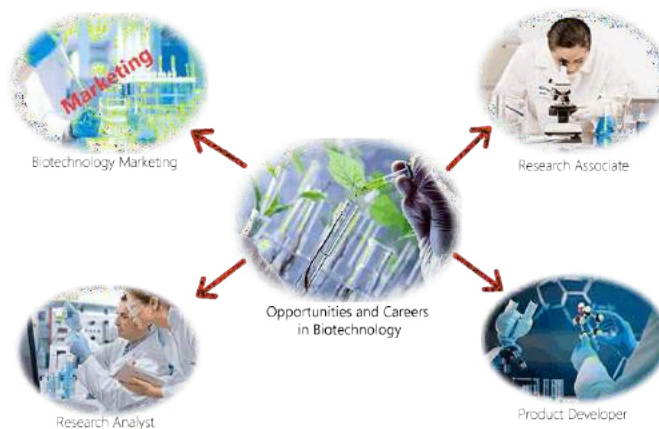 Marketing
Biotechnology Marketing
Research Associate
Opportunities and Careers
in Biotechnology
Research Analyst
Product Developer